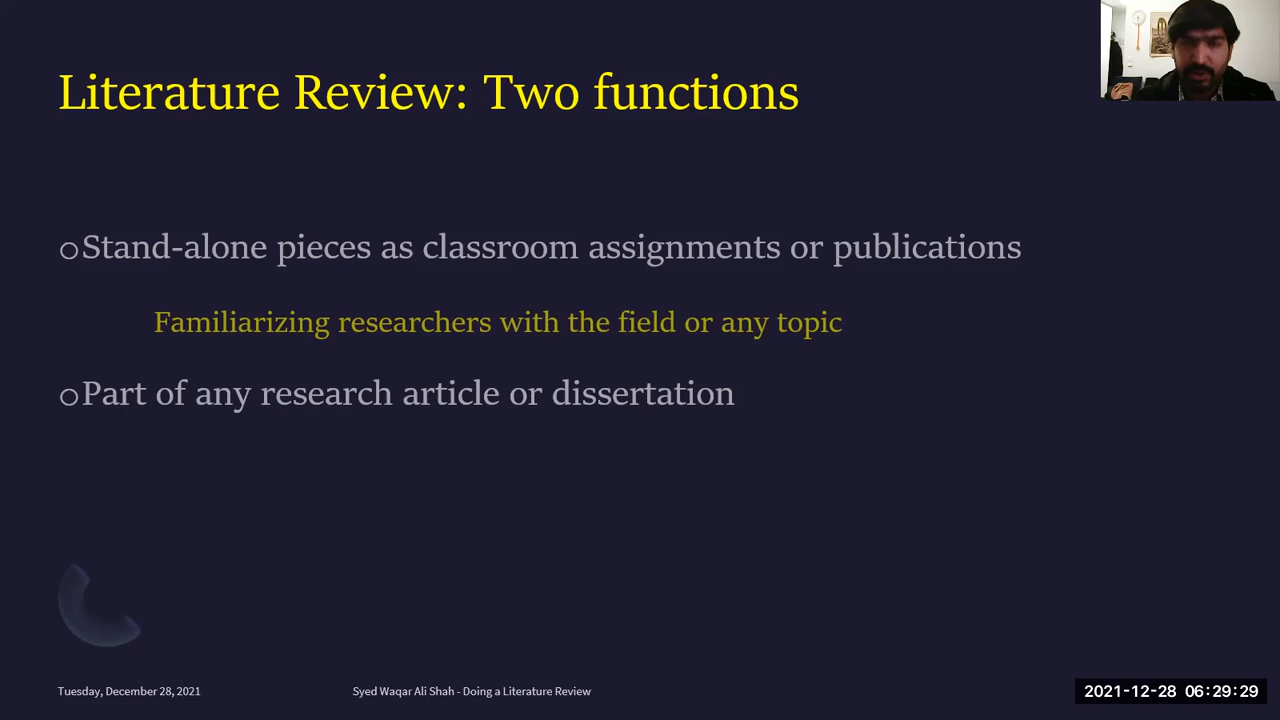 Literature Review: Two functions
Stand-alone pieces as classroom assignments or publications
Familiarizing researchers with the field or any topic
Part of any research article or dissertation
Tuesday, December 28, 2021
Syed Waqar Ali Shah - Doing a Literature Review
2021-12-28 06:29:29